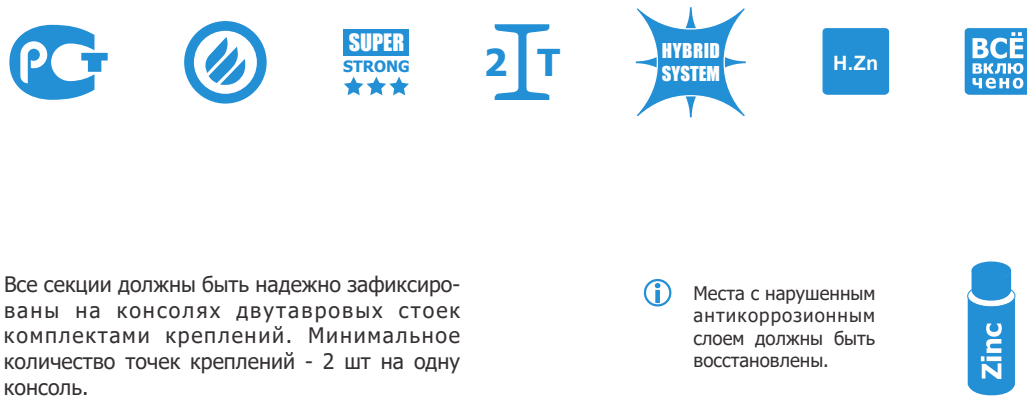 РСТ
SUPER
STRONG
2 T
HYBRID
SYSTEM
H.Zn
ВСЁ
ВКЛЮ
чено
Все секции должны быть надежно зафиксиро-
ваны на консолях двутавровых стоек
комплектами креплений. Минимальное
количество точек креплений - 2 шт на одну
консоль.
Места с нарушенным
антикоррозионным
слоем должны быть
восстановлены.
Zinc